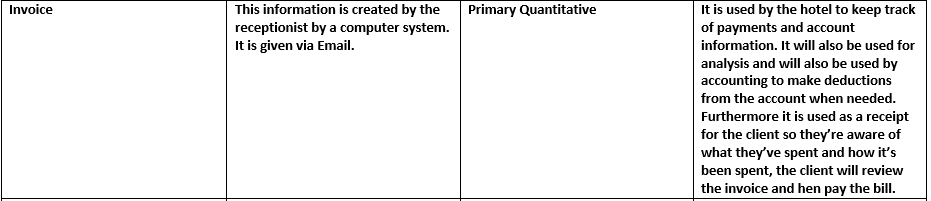 Invoice
This information is created by the
receptionist by a computer system.
It is given via Email.
Primary Quantitative
It is used by the hotel to keep track
of payments and account
information. It will also be used for
analysis and will also be used by
accounting to make deductions
from the account when needed.
Furthermore it is used as a receipt
for the client so they’re aware of
what they’ve spent and how it’s
been spent, the client will review
the invoice and hen pay the bill.